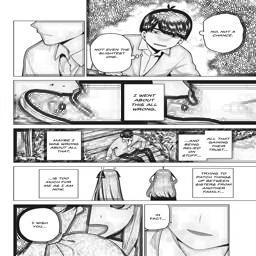 NO, NOT A
CHANCE.
NOT EVEN THE
SLIGHTEST
ONE.
I WENT
ABOUT
THIS ALL
WRONG.
ALL THAT
GAINING
THEIR
TRUST...
...AND
BEING
RELIED ON
STUFF...
MAYBE I
WAS WRONG
ABOUT ALL
THAT.
TRYING TO
PATCH THINGS
UP BETWEEN
SISTERS FROM
ANOTHER
FAMILY...
...IS TOO
MUCH FOR
ME AS I AM
NOW.
IN
FACT...
I WISH
YOU...